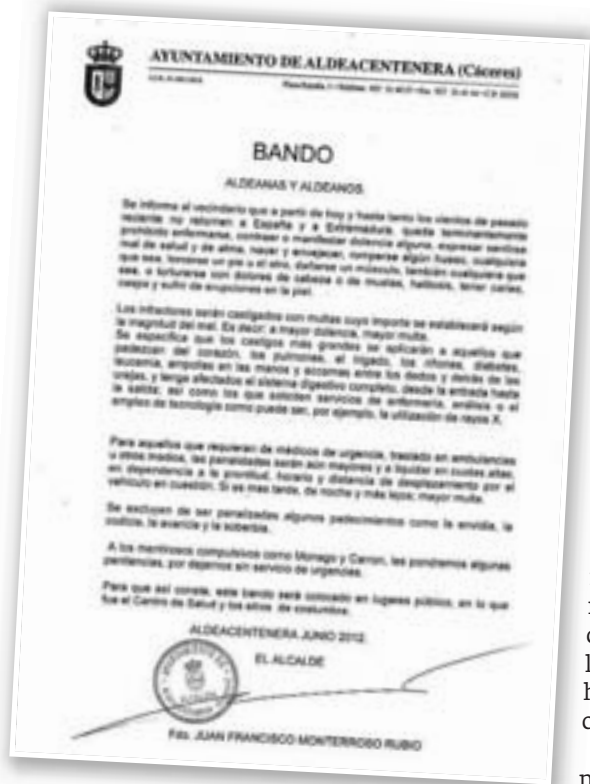 AYUNTAMIENTO DE ALDEACENTENERA (Cáceres)
BANDO
ALDEANAS Y ALDEANOS.
Se informa al vecindario que a partir de hoy y hasta tanto los vientos de pasado
reciente no retornen a España y a Extremadura, queda terminantemente
prohibido enfermarse, contraer o manifestar dolencia alguna, expresar sentirse
mal de salud y de alma, nacer y envejecer, romperse algún hueso, cualquiera
que sea, torcerse un pie u el otro, dañarse un músculo, también cualquiera que
sea, o torturarse con dolores de cabeza o de muelas, halitosis, tener caries,
caspa y sufrir de erupciones en la piel.
Los infractores serán castigados con multas cuyo importe se establecerá según
la magnitud del mal. Es decir: a mayor dolencia, mayor multa.
Se especifica que los castigos más grandes se aplicarán a aquellos que
padezcan del corazón, los pulmones, el hígado, los riñones, diabetes,
leucemia, ampollas en las manos y escamas entre los dedos y detrás de las
orejas, y tenga afectados el sistema digestivo completo, desde la entrada hasta
la salida; así como los que soliciten servicios de enfermería, análisis o el
empleo de tecnología como puede ser, por ejemplo, la utilización de rayos X.
Para aquellos que requieran de médicos de urgencia, traslado en ambulancias
u otros medios, las penalidades serán aún mayores y a liquidar en cuotas altas,
en dependencia a la prontitud, horario y distancia de desplazamiento por el
vehículo en cuestión. Si es mas tarde, de noche y más lejos: mayor multa.
Se excluyen de ser penalizadas algunos padecimientos como la envidia, la
codicia, la avaricia y la soberbia.
A los mentirosos compulsivos como Monago y Carron, les pondremos algunas
penitencias, por dejarnos sin servicio de urgencias.
Para que así conste, este bando será colocado en lugares público, en lo que
fue el Centro de Salud y los sitios de costumbre.
ALDEACENTENERA JUNIO 2012.
EL ALCALDE
Fdo. JUAN FRANCISCO MONTERROSO RUBIO